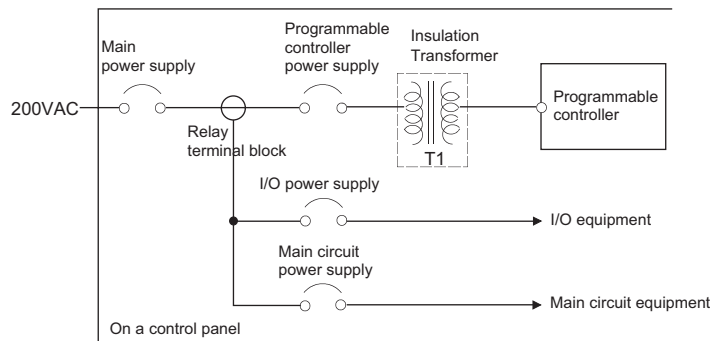 Main
power supply
Programmable
controller
power supply
Insulation
Transformer
200VAC
Relay
terminal block
T1
Programmable
controller
I/O power supply
I/O equipment
Main circuit
power supply
Main circuit equipment
On a control panel